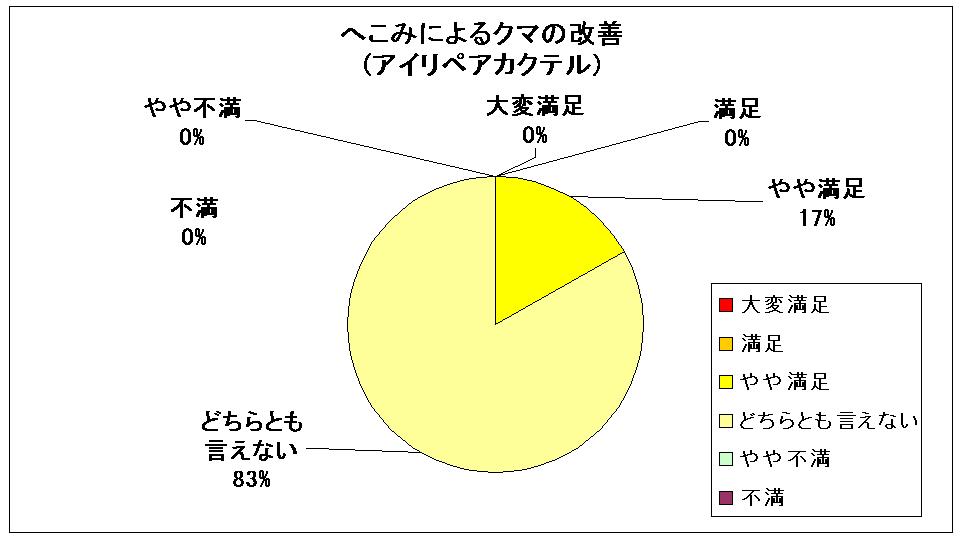 へこみによるクマの改善
（アイリペアカクテル）
やや不満
0%
大変満足
0%
満足
0%
やや満足
17%
不満
0%
どちらとも
言えない
83%
大変満足
満足
やや満足
どちらとも言えない
やや不満
不満